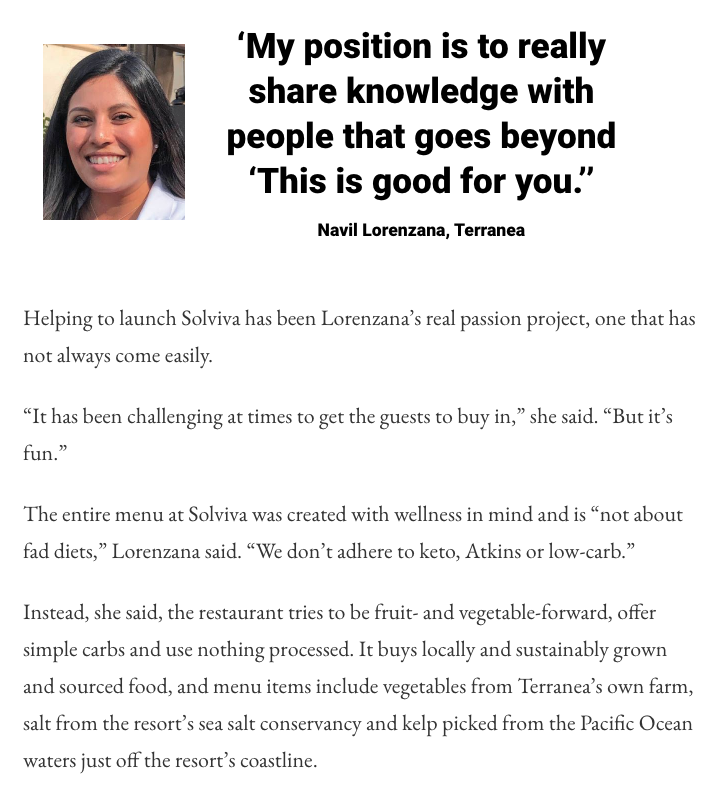 ‘My position is to really
share knowledge with
people that goes beyond
‘This is good for you.’’
Navil Lorenzana, Terranea
Helping to launch Solviva has been Lorenzana’s real passion project, one that has
not always come easily.
“It has been challenging at times to get the guests to buy in,” she said. “But it’s
fun.”
The entire menu at Solviva was created with wellness in mind and is “not about
fad diets,” Lorenzana said. “We don’t adhere to keto, Atkins or low-carb.”
Instead, she said, the restaurant tries to be fruit- and vegetable-forward, offer
simple carbs and use nothing processed. It buys locally and sustainably grown
and sourced food, and menu items include vegetables from Terranea’s own farm,
salt from the resort’s sea salt conservancy and kelp picked from the Pacific Ocean
waters just off the resort’s coastline.